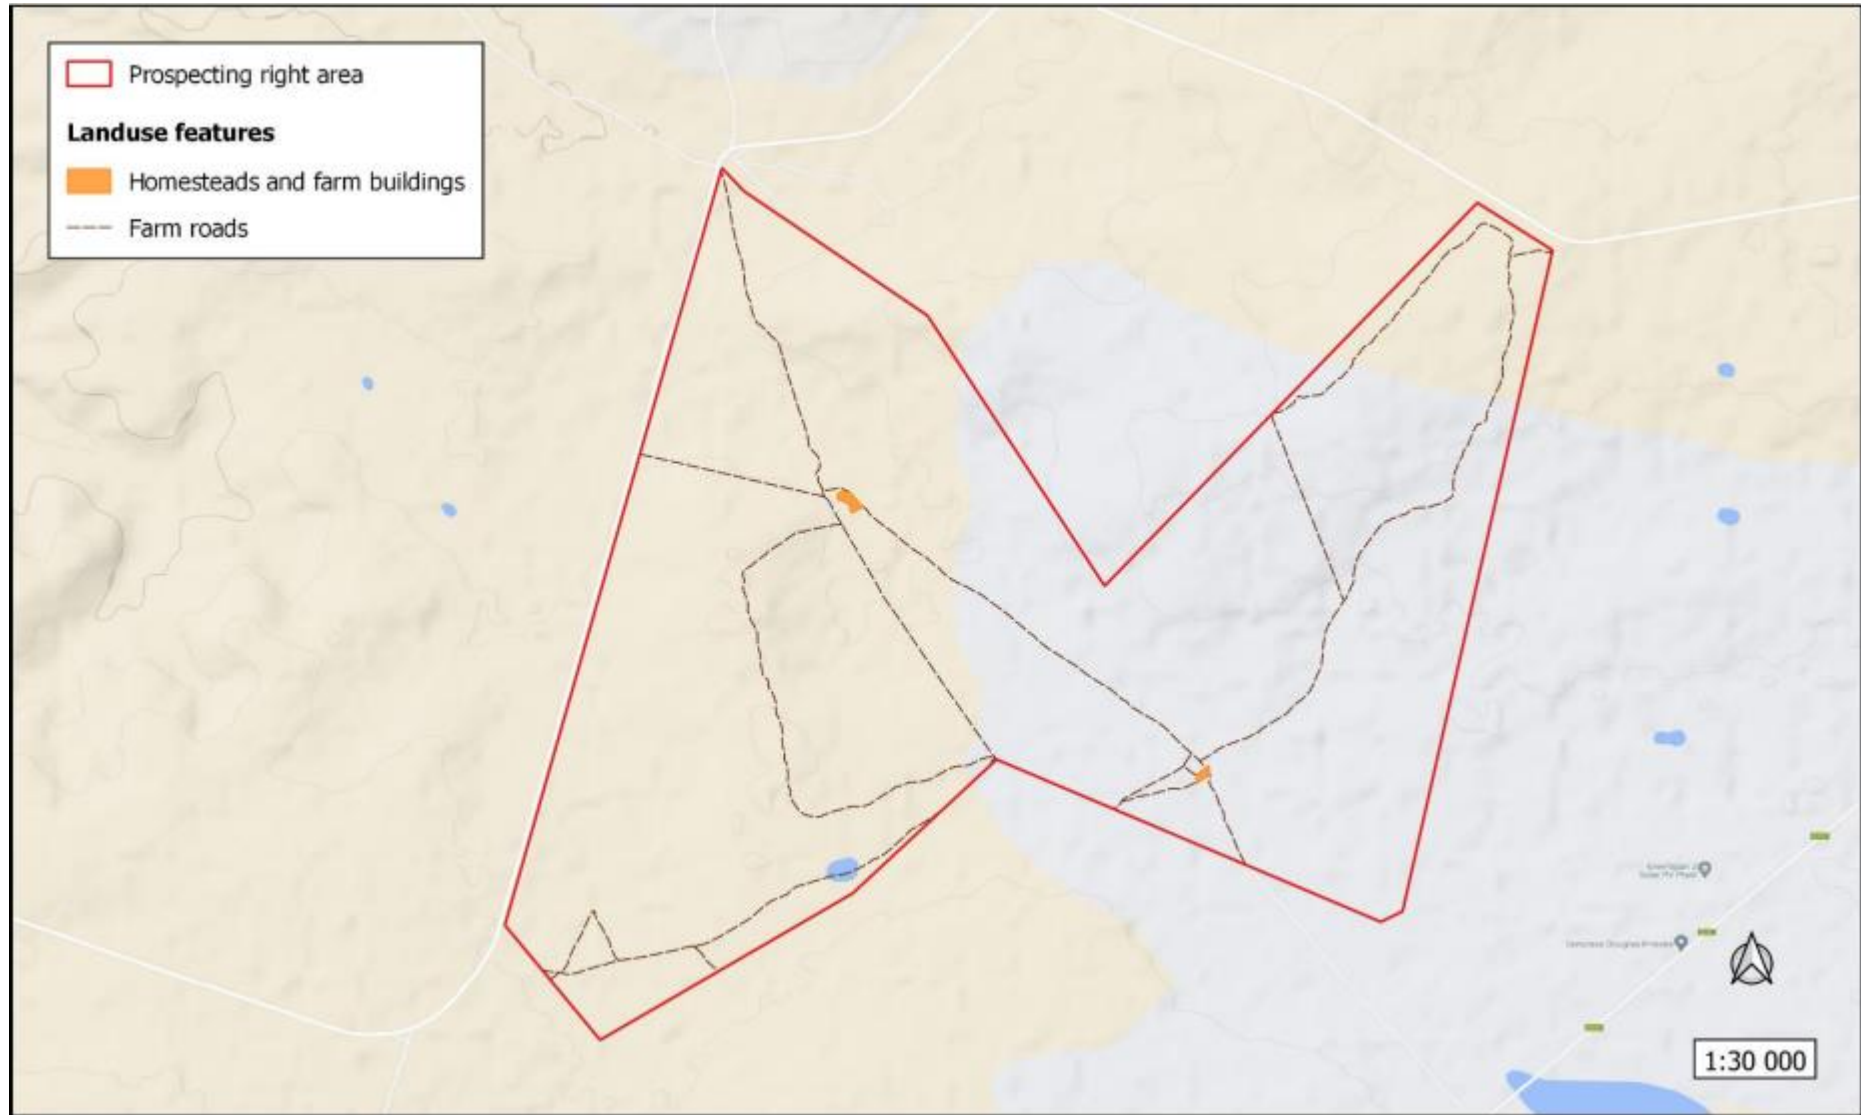 Prospecting right area
Landuse features
Homesteads and farm buildings
Farm roads
1:30 000